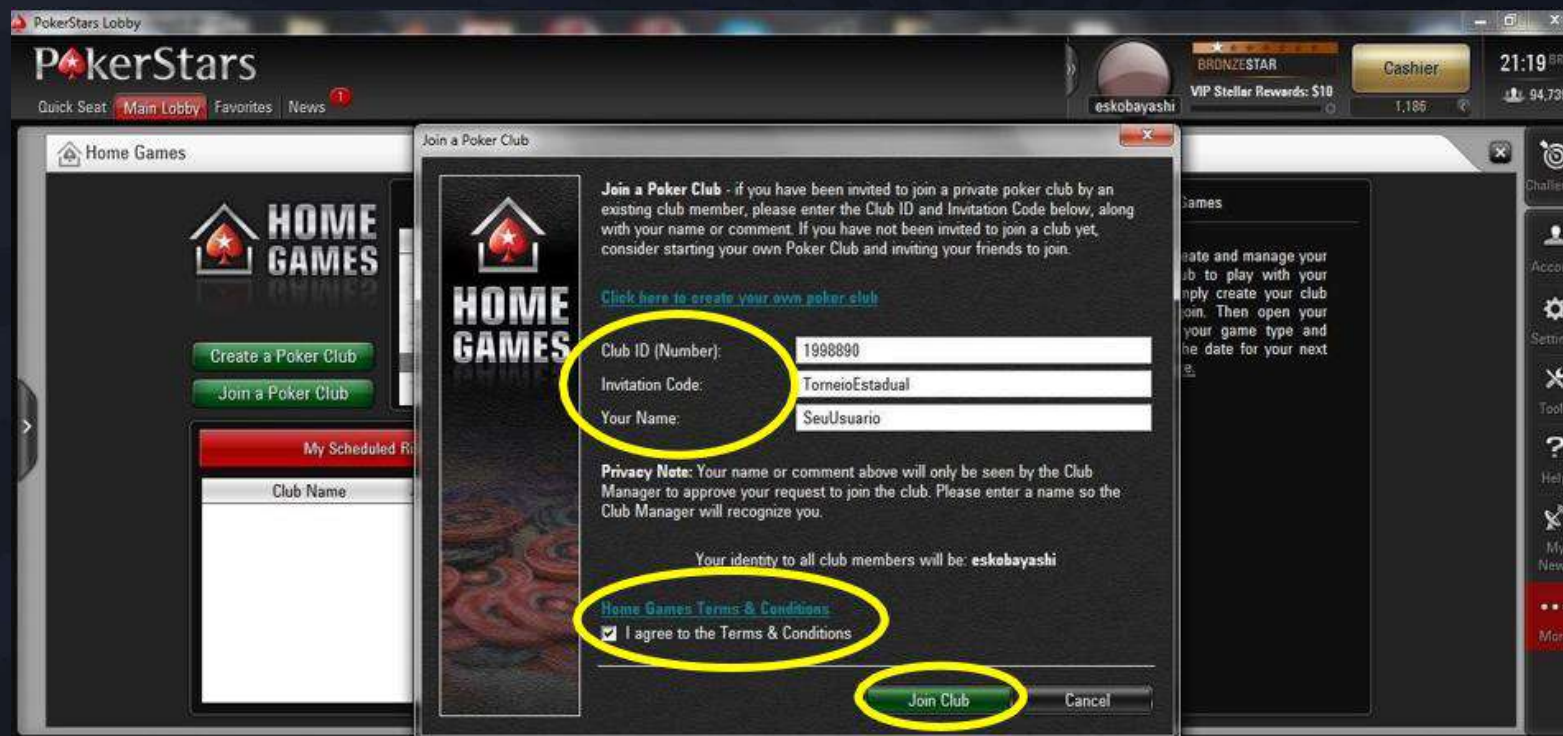 PokerStars Lobby
PokerStars
Quick Seat Main Lobby Favorites News 1
eskobayashi
BRONZESTAR
VIP Stellar Rewards: $10
Cashier
1,186
21:19
94,739
Home Games
HOME
GAMES
Create a Poker Club
Join a Poker Club
My Scheduled
Club Name
Join a Poker Club
HOME
GAMES
Join a Poker Club - if you have been invited to join a private poker club by an
existing club member, please enter the Club ID and Invitation Code below, along
with your name or comment. If you have not been invited to join a club yet,
consider starting your own Poker Club and inviting your friends to join.
Click here to create your own poker club
Club ID (Number): 1998890
Invitation Code: TorneioEstadual
Your Name: SeuUsuario
Privacy Note: Your name or comment above will only be seen by the Club
Manager to approve your request to join the club. Please enter a name so the
Club Manager will recognize you.
Your identity to all club members will be: eskobayashi
Home Games Terms & Conditions
I agree to the Terms & Conditions
Join Club Cancel
Games
eate and manage your
ub to play with your
mply create your club
join. Then open your
your game type and
he date for your next
Challe
Accou
Settin
Tool
Hel
My
New
Mor